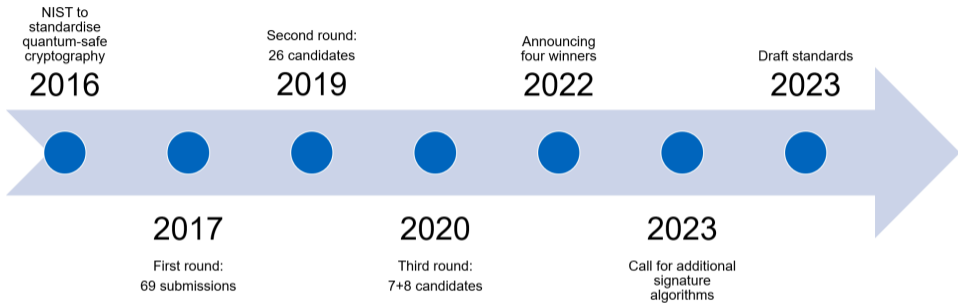 NIST to
standardise
quantum-safe
cryptography
2016
2017
First round:
69 submissions
Second round:
26 candidates
2019
2020
Third round:
7+8 candidates
Announcing
four winners
2022
2023
Call for additional
signature
algorithms
Draft standards
2023